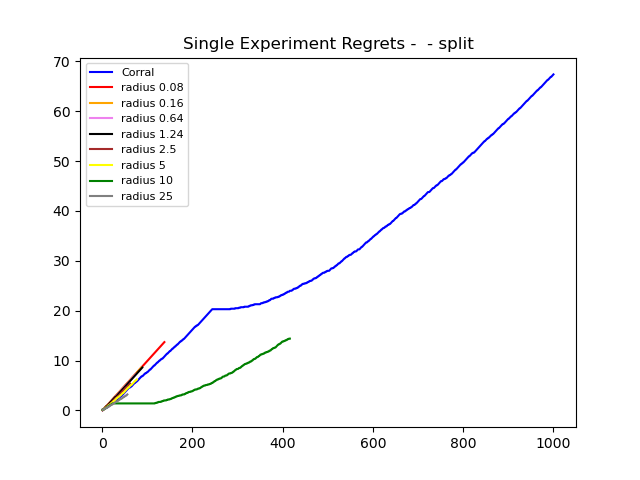 Single Experiment Regrets -  - split
70
60
50
40
30
20
10
0
Corral
radius 0.08
radius 0.16
radius 0.64
radius 1.24
radius 2.5
radius 5
radius 10
radius 25
0 200 400 600 800 1000